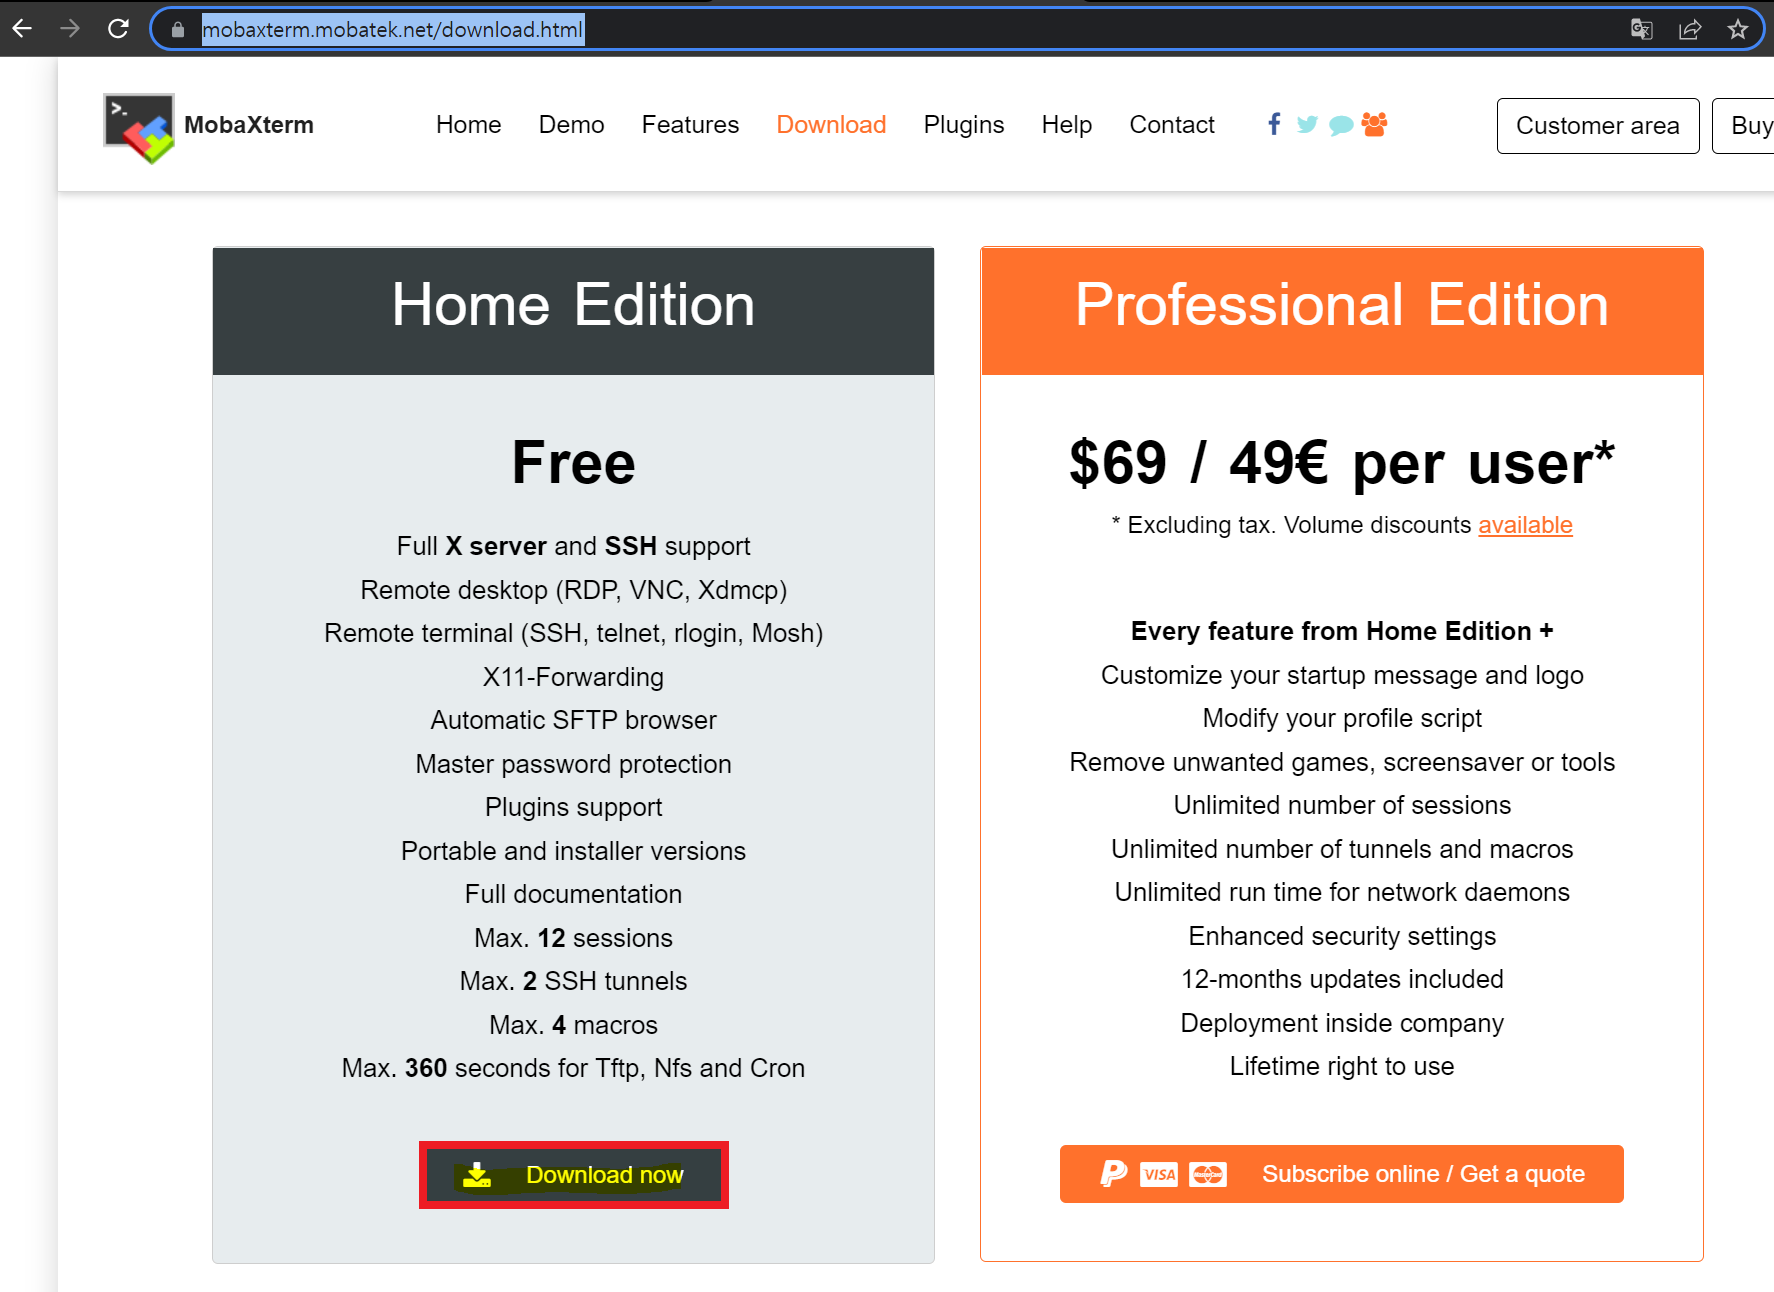 mobaxterm.mobatek.net/download.html
>_
MobaXterm Home Demo Features Download Plugins Help Contact Customer area Buy
Home Edition
Free
Full X server and SSH support
Remote desktop (RDP, VNC, Xdmcp)
Remote terminal (SSH, telnet, rlogin, Mosh)
X11-Forwarding
Automatic SFTP browser
Master password protection
Plugins support
Portable and installer versions
Full documentation
Max. 12 sessions
Max. 2 SSH tunnels
Max. 4 macros
Max. 360 seconds for Tftp, Nfs and Cron
Download now
Professional Edition
$69 / 49€ per user*
* Excluding tax. Volume discounts available
Every feature from Home Edition +
Customize your startup message and logo
Modify your profile script
Remove unwanted games, screensaver or tools
Unlimited number of sessions
Unlimited number of tunnels and macros
Unlimited run time for network daemons
Enhanced security settings
12-months updates included
Deployment inside company
Lifetime right to use
VISA MasterCard Subscribe online / Get a quote